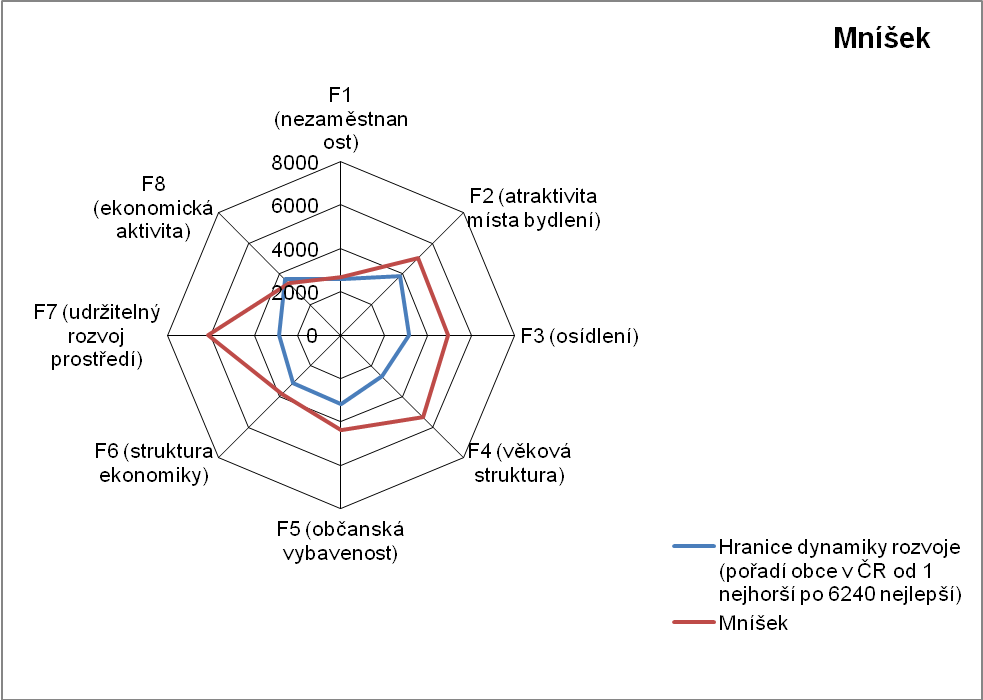 Mníšek
F1
(nezaměstnan
ost)
8000
6000
4000
2000
0
F2 (atraktivita
místa bydlení)
F3 (osídlení)
F4 (věková
struktura)
F5 (občanská
vybavenost)
F6 (struktura
ekonomiky)
F7 (udržitelný
rozvoj
prostředí)
F8
(ekonomická
aktivita)
Hranice dynamiky rozvoje
(pořadí obce v ČR od 1
nejhorší po 6240 nejlepší)
Mníšek